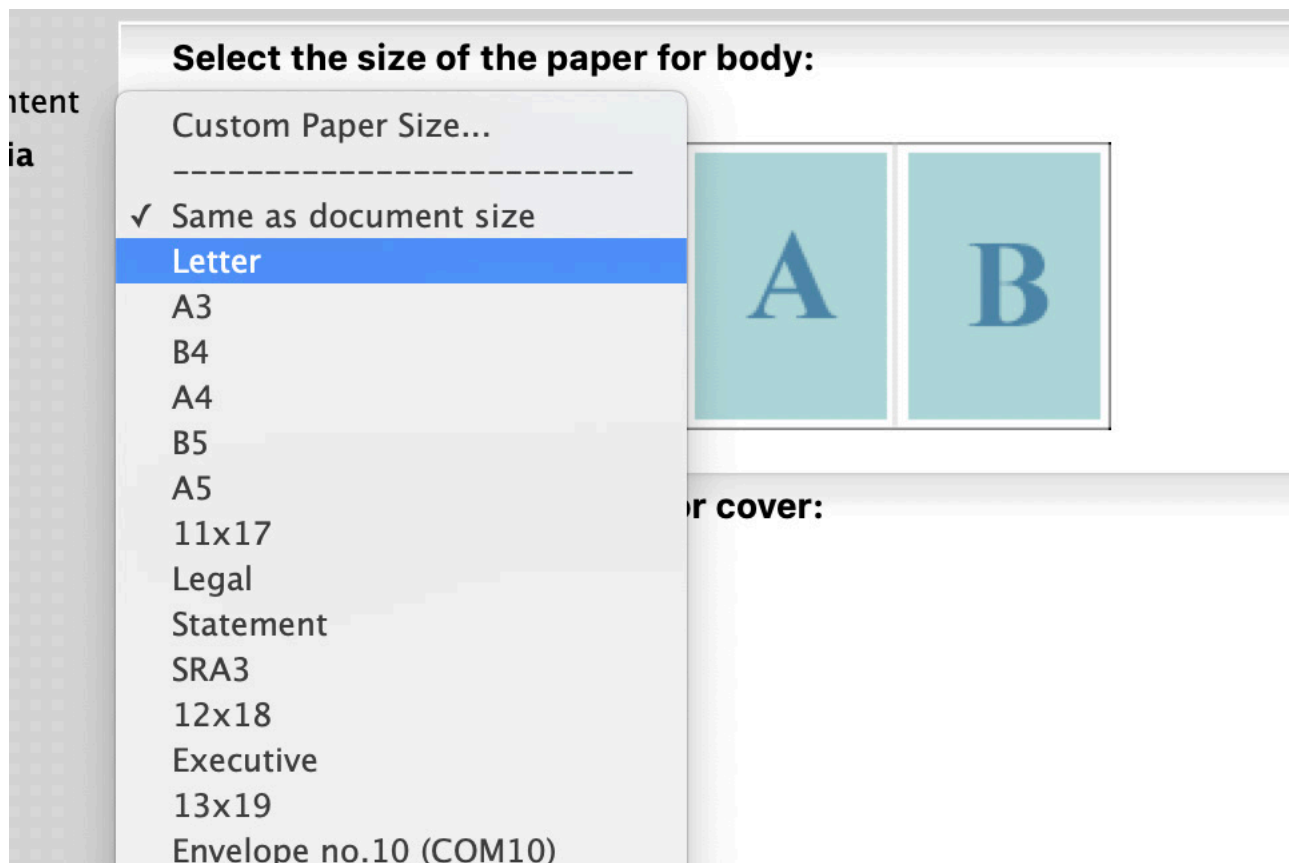 Select the size of the paper for body:
ntent
ia
Custom Paper Size...
--------------------------
✓ Same as document size
Letter
A3
B4
A4
B5
A5
11x17
Legal
Statement
SRA3
12x18
Executive
13x19
Envelope no.10 (COM10)
A B
r cover: